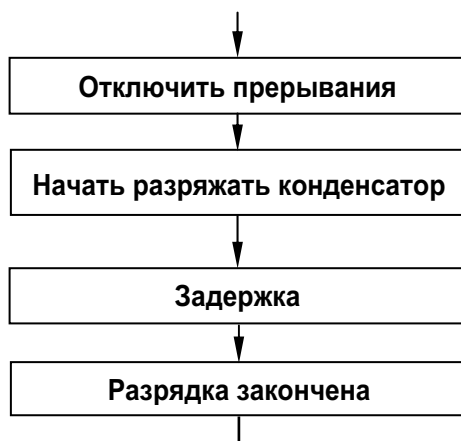 Отключить прерывания
Начать разряжать конденсатор
Задержка
Разрядка закончена